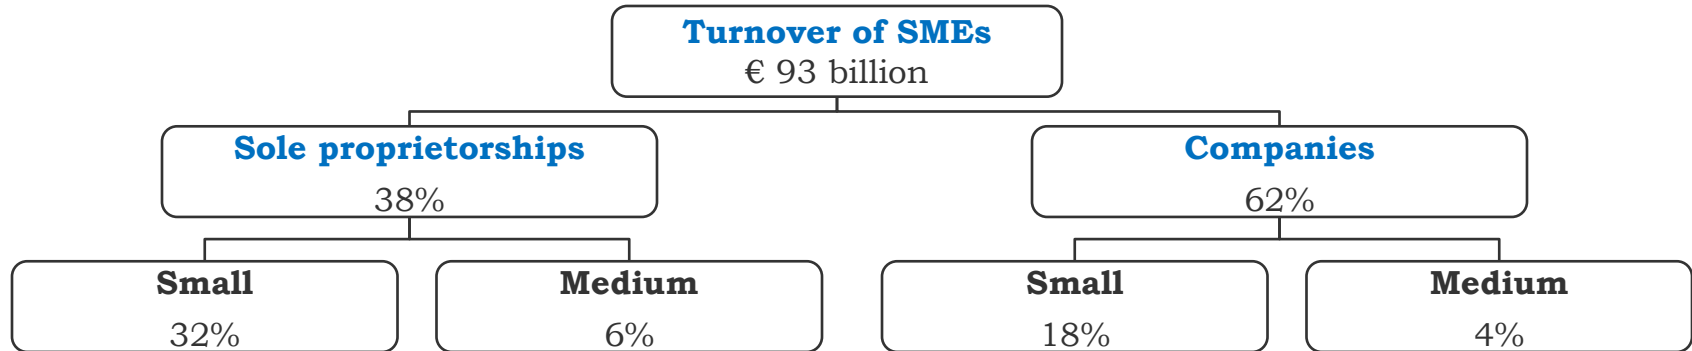 Turnover of SMEs
€ 93 billion
Sole proprietorships
38%
Companies
62%
Small
32%
Medium
6%
Small
18%
Medium
4%